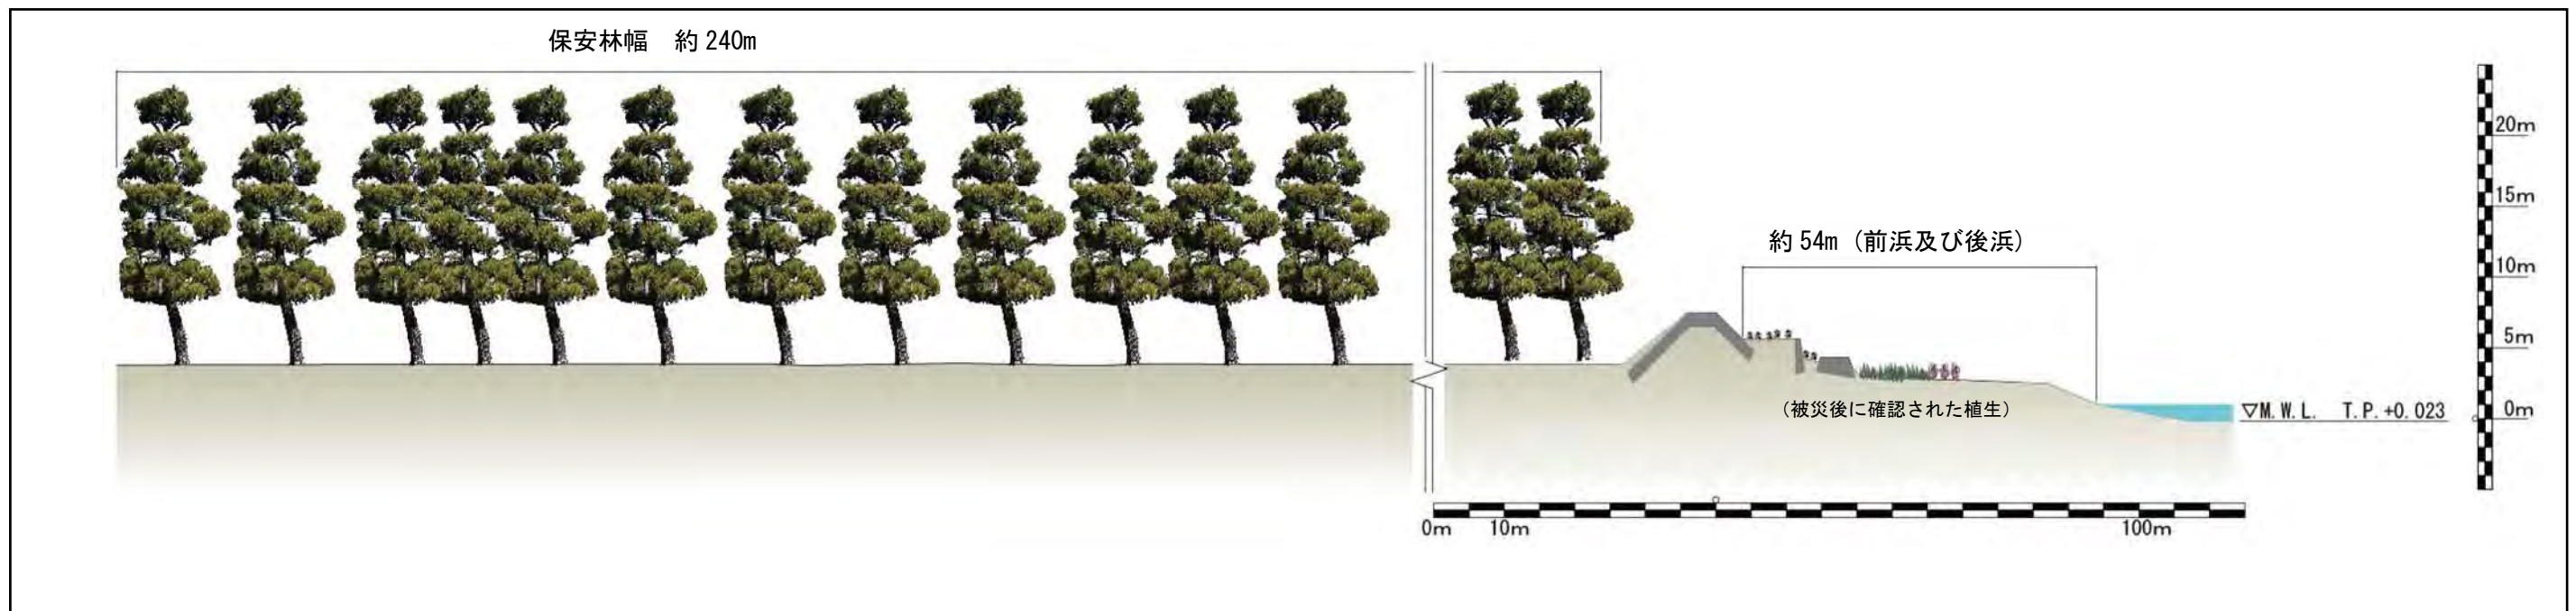 保安林幅　約 240m
20m
15m
約 54m（前浜及び後浜）
10m
5m
（被災後に確認された植生）
▽M.W.L.　T.P.+0.023
0m
0m 10m 100m